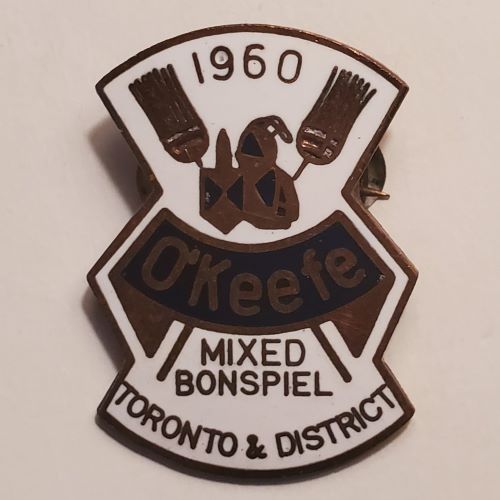 1960
O'Keefe
MIXED
BONSPIEL
TORONTO & DISTRICT